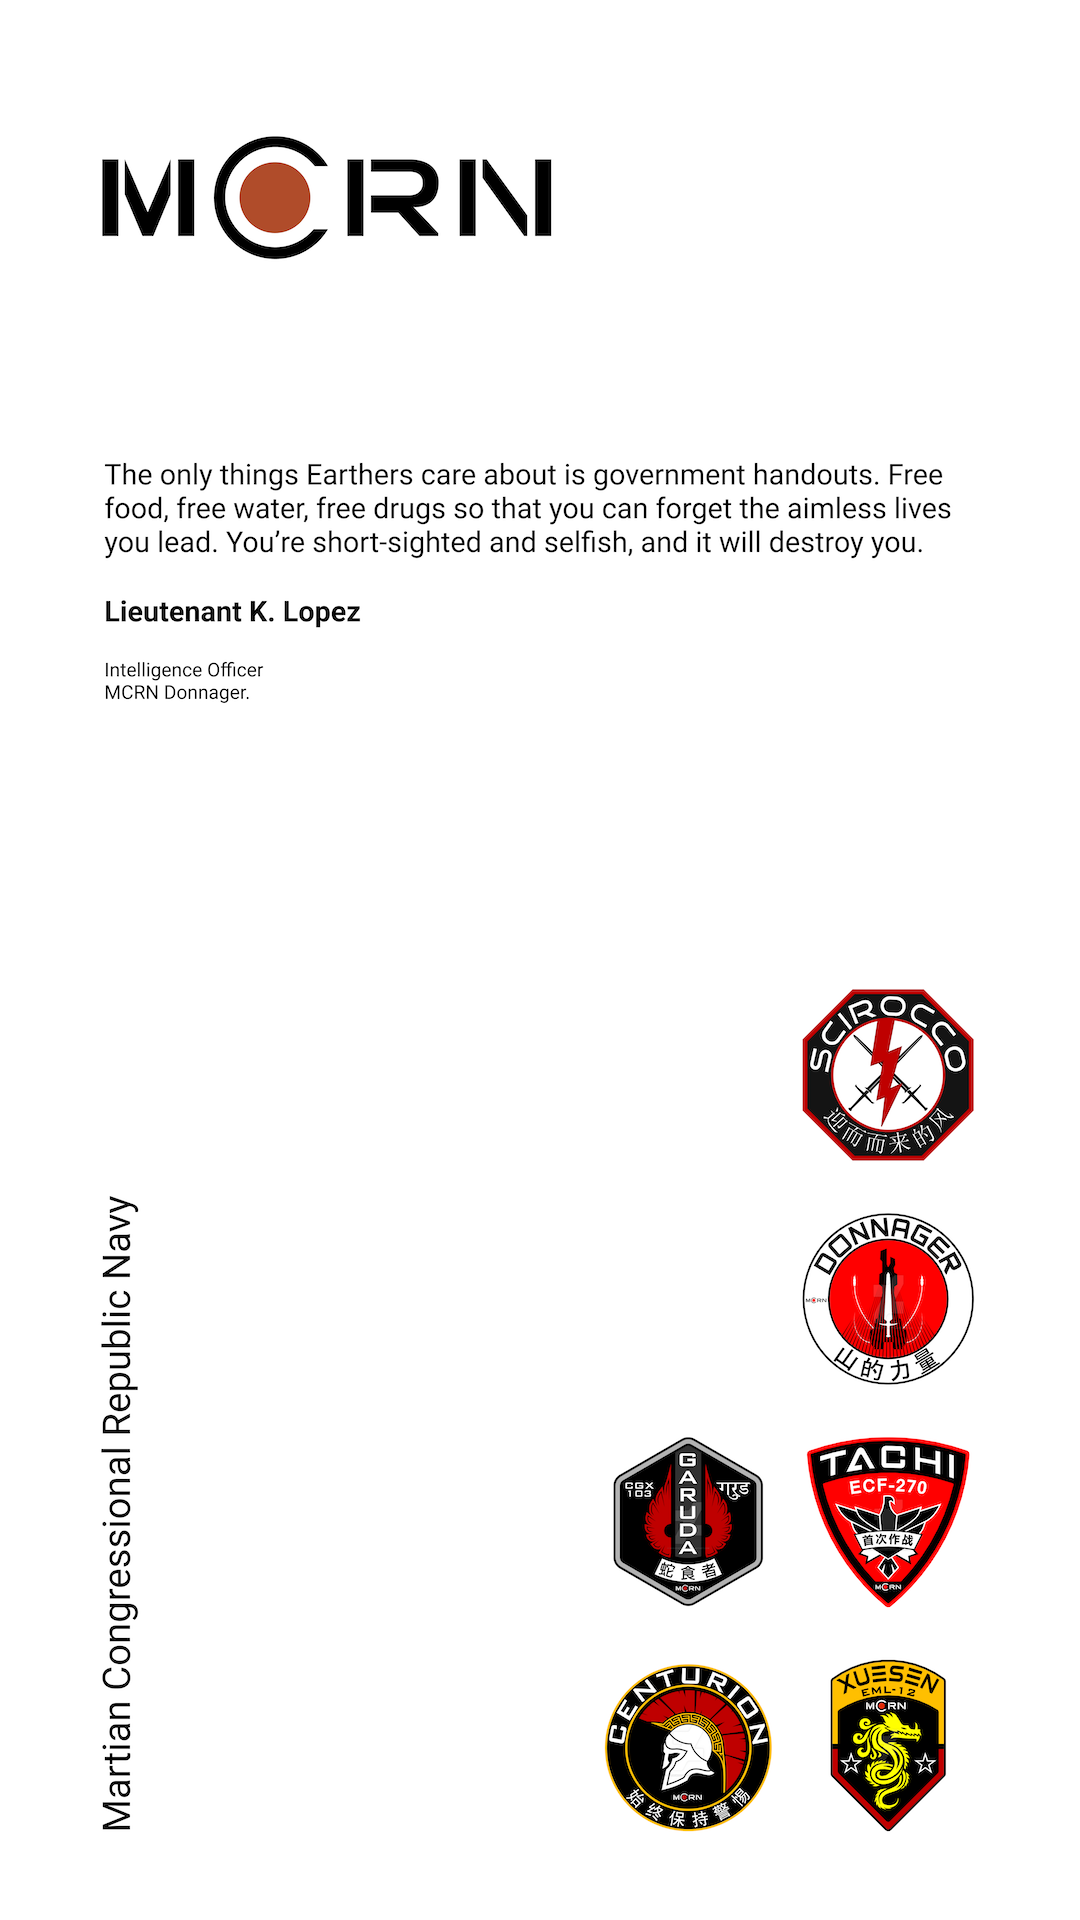 MCRN
The only things Earthers care about is government handouts. Free
food, free water, free drugs so that you can forget the aimless lives
you lead. You’re short-sighted and selfish, and it will destroy you.
Lieutenant K. Lopez
Intelligence Officer
MCRN Donnager.
Martian Congressional Republic Navy
SCIROCCO
迎而而来的风
DONNAGER
MCRN
山的力量
GARUDA
CGX
103
गरुड
蛇食者
MCRN
TACHI
ECF-270
首次作战
MCRN
CENTURION
MCRN
始终保持警惕
XUESEN
EML-12
MCRN